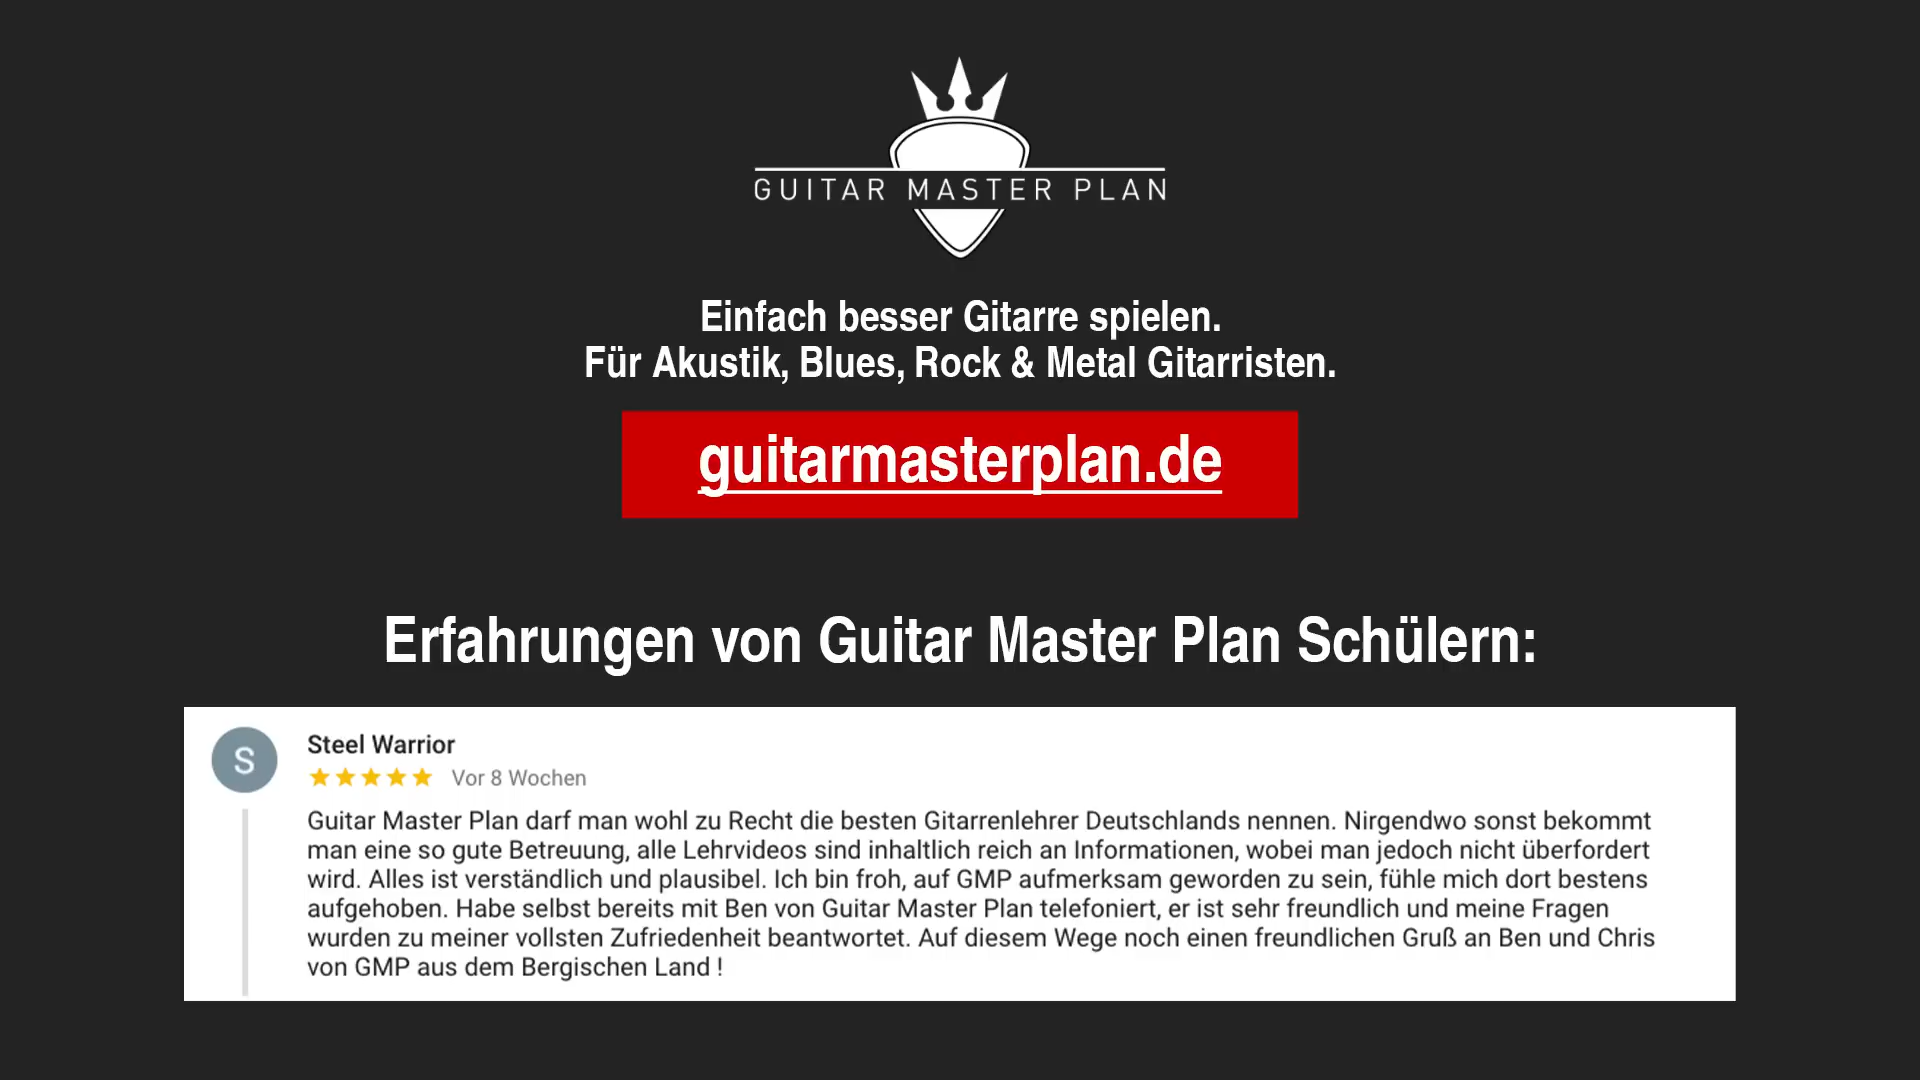 GUITAR MASTER PLAN
Einfach besser Gitarre spielen.
Für Akustik, Blues, Rock & Metal Gitarristen.
guitarmasterplan.de
Erfahrungen von Guitar Master Plan Schülern:
S
Steel Warrior
Vor 8 Wochen
Guitar Master Plan darf man wohl zu Recht die besten Gitarrenlehrer Deutschlands nennen. Nirgendwo sonst bekommt
man eine so gute Betreuung, alle Lehrvideos sind inhaltlich reich an Informationen, wobei man jedoch nicht überfordert
wird. Alles ist verständlich und plausibel. Ich bin froh, auf GMP aufmerksam geworden zu sein, fühle mich dort bestens
aufgehoben. Habe selbst bereits mit Ben von Guitar Master Plan telefoniert, er ist sehr freundlich und meine Fragen
wurden zu meiner vollsten Zufriedenheit beantwortet. Auf diesem Wege noch einen freundlichen Gruß an Ben und Chris
von GMP aus dem Bergischen Land !